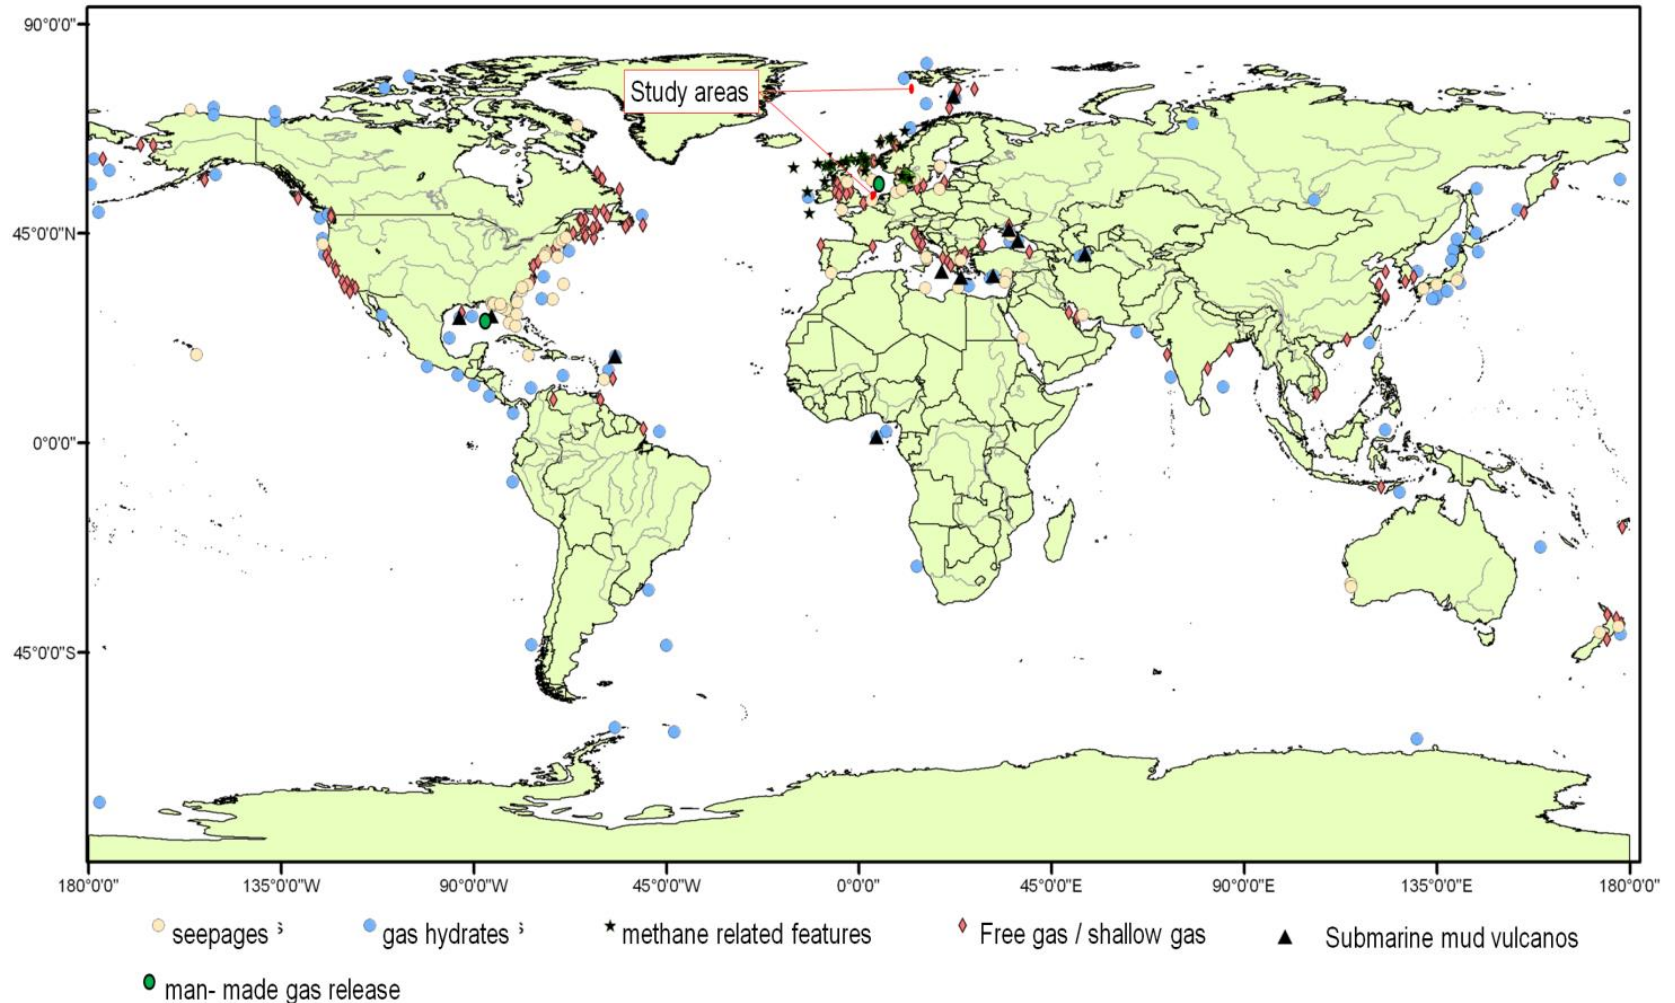 90°0'0"
Study areas
45°0'0"N
0°0'0"
45°0'0"S
180°0'0" 135°0'0"W 90°0'0"W 45°0'0"W 0°0'0" 45°0'0"E 90°0'0"E 135°0'0"E 180°0'0"
seepages s gas hydrates s methane related features Free gas / shallow gas Submarine mud vulcanos
man- made gas release